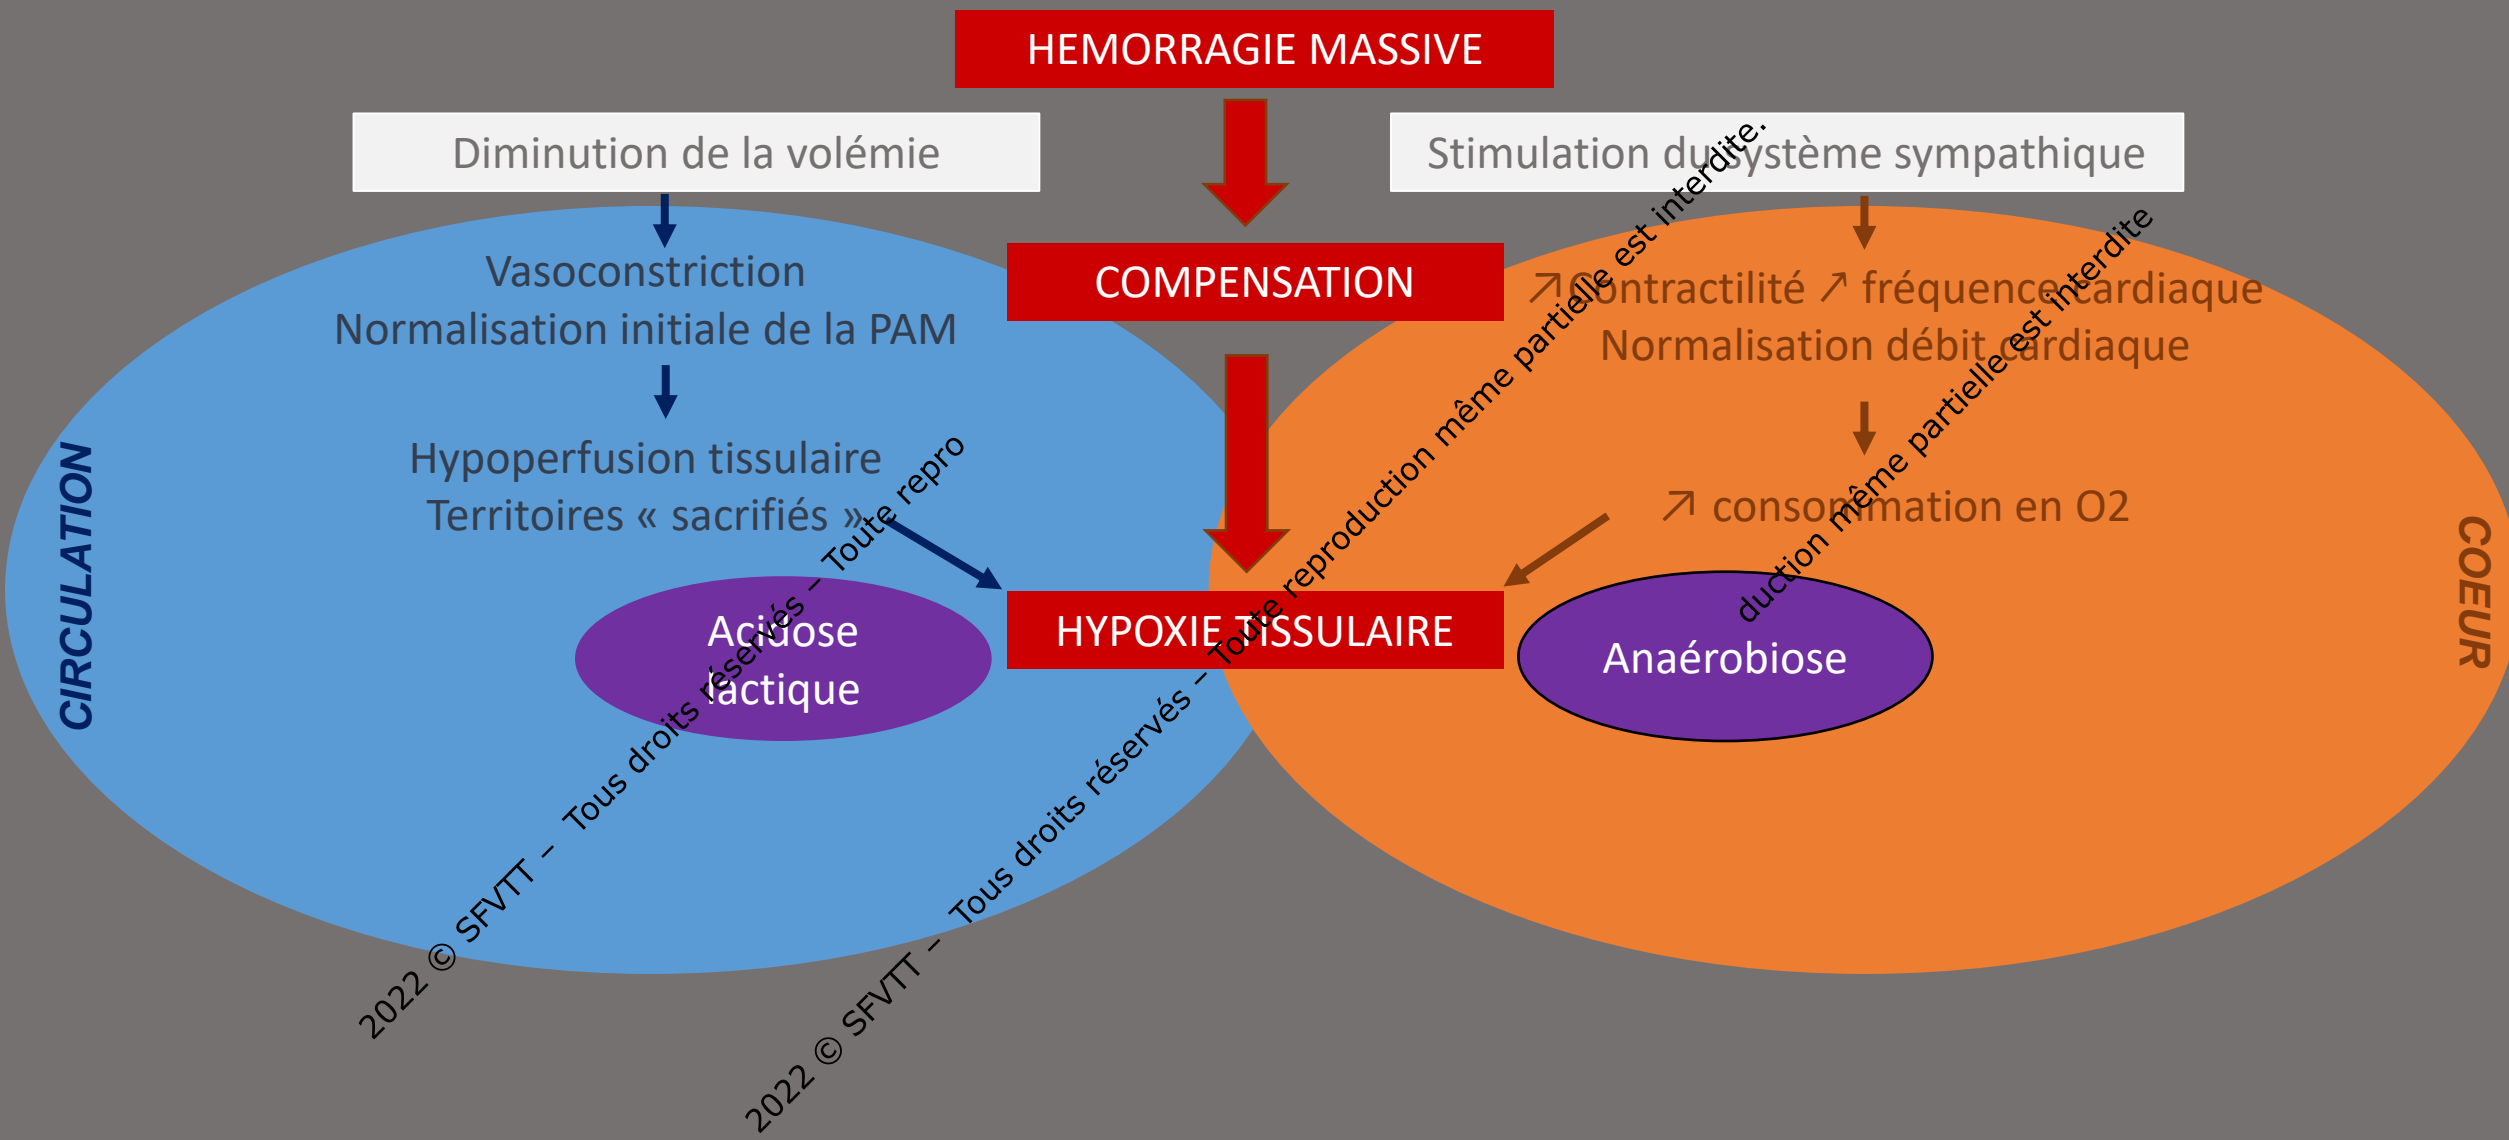 HEMORRAGIE MASSIVE
Diminution de la volémie
Stimulation du système sympathique
Vasoconstriction
Normalisation initiale de la PAM
COMPENSATION
↗Contractilité ↗ fréquence cardiaque
Normalisation débit cardiaque
Hypoperfusion tissulaire
Territoires « sacrifiés »
↗ consommation en O2
CIRCULATION
COEUR
Acidose
lactique
HYPOXIE TISSULAIRE
Anaérobiose
2022 © SFVTT – Tous droits réservés – Toute repro
duction même partielle est interdite
2022 © SFVTT – Tous droits réservés – Toute reproduction même partielle est interdite.